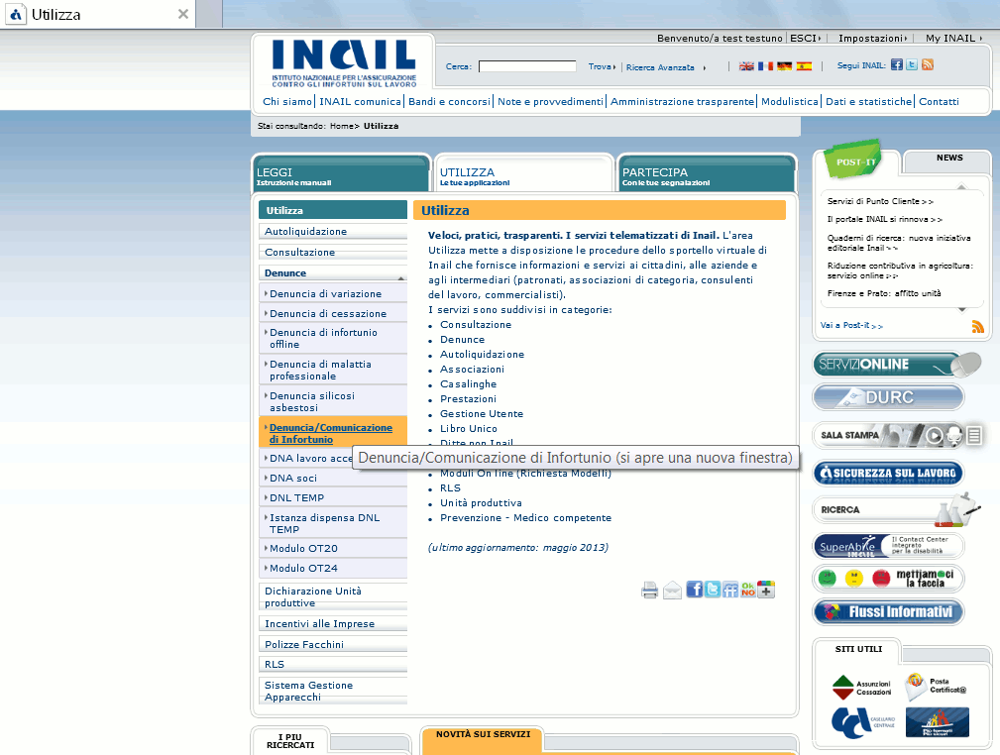 Utilizza
Benvenuto/a test testuno ESCI Impostazioni My INAIL
INAIL
ISTITUTO NAZIONALE PER L'ASSICURAZIONE
CONTRO GLI INFORTUNI SUL LAVORO
Cerca: Trova Ricerca Avanzata Segui INAIL:
Chi siamo INAIL comunica Bandi e concorsi Note e provvedimenti Amministrazione trasparente Modulistica Dati e statistiche Contatti
Stai consultando: Home> Utilizza
LEGGI
Istruzioni e manuali
UTILIZZA
Le tue applicazioni
PARTECIPA
Con le tue segnalazioni
Utilizza
Autoliquidazione
Consultazione
Denunce
Denuncia di variazione
Denuncia di cessazione
Denuncia di infortunio
offline
Denuncia di malattia
professionale
Denuncia silicosi
asbestosi
Denuncia/Comunicazione
di Infortunio
DNA lavoro acce
DNA soci
DNL TEMP
Istanza dispensa DNL
TEMP
Modulo OT20
Modulo OT24
Dichiarazione Unità
produttive
Incentivi alle Imprese
Polizze Facchini
RLS
Sistema Gestione
Apparecchi
Utilizza
Veloci, pratici, trasparenti. I servizi telematizzati di Inail. L'area
Utilizza mette a disposizione le procedure dello sportello virtuale di
Inail che fornisce informazioni e servizi ai cittadini, alle aziende e
agli intermediari (patronati, associazioni di categoria, consulenti
del lavoro, commercialisti).
I servizi sono suddivisi in categorie:
Consultazione
Denunce
Autoliquidazione
Associazioni
Casalinghe
Prestazioni
Gestione Utente
Libro Unico
Ditte non Inail
Denuncia/Comunicazione di Infortunio (si apre una nuova finestra)
Moduli On line (Richiesta Modelli)
RLS
Unità produttiva
Prevenzione - Medico competente
(ultimo aggiornamento: maggio 2013)
Ok
NO
POST-IT
NEWS
Servizi di Punto Cliente >>
Il portale INAIL si rinnova >>
Quaderni di ricerca: nuova iniziativa
editoriale Inail >>
Riduzione contributiva in agricoltura:
servizio online >>
Firenze e Prato: affitto unità
Vai a Post-it >>
SERVIZI ONLINE
DURC
SALA STAMPA
SICUREZZA SUL LAVORO
RICERCA
SuperAbile
INAIL
Il Contact Center
integrato
per la disabilità
mettiamoci
la faccia
Flussi Informativi
SITI UTILI
Assunzioni
Cessazioni
Posta
Certificat@
CASELLARIO
CENTRALE
Più formati
Più sicuri
I PIU
RICERCATI
NOVITÀ SUI SERVIZI